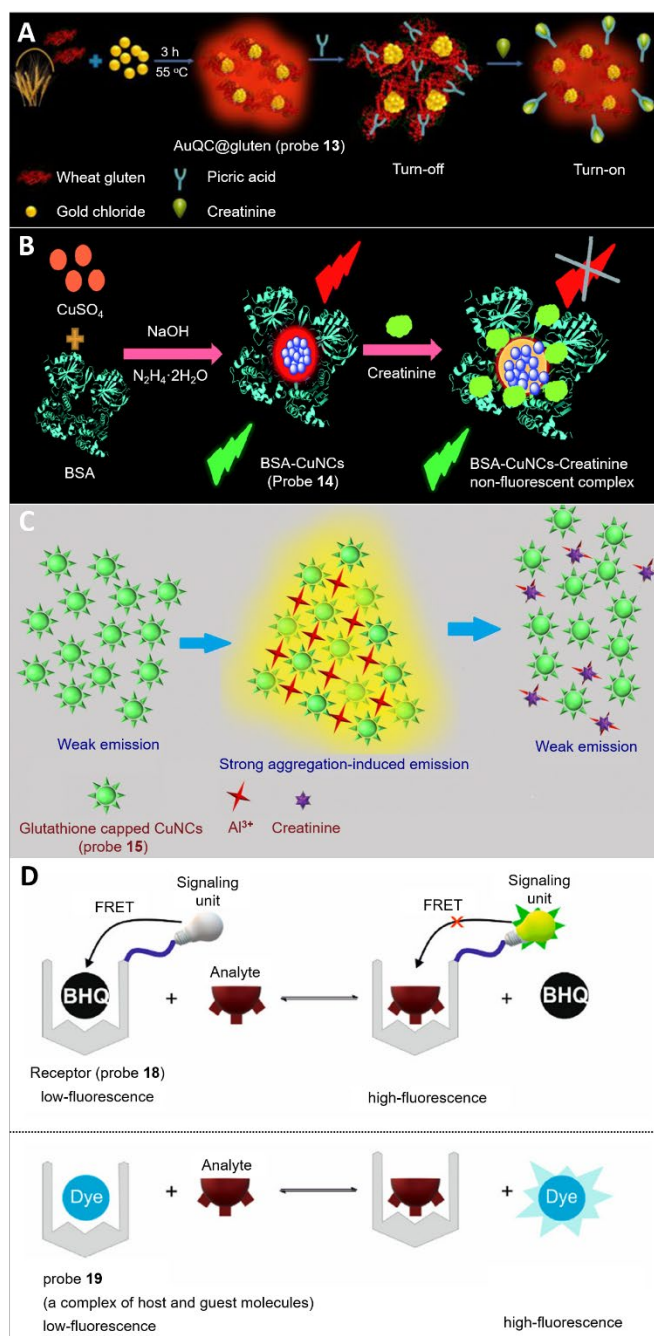 A
3 h
55 °C
AuQC@gluten (probe 13)
Turn-off
Turn-on
Wheat gluten
Picric acid
Gold chloride
Creatinine
B
CuSO4
NaOH
N2H4·2H2O
Creatinine
BSA
BSA-CuNCs
(Probe 14)
BSA-CuNCs-Creatinine
non-fluorescent complex
C
Weak emission
Strong aggregation-induced emission
Weak emission
Glutathione capped CuNCs
(probe 15)
Al3+
Creatinine
D
FRET
Signaling
unit
BHQ
+
Analyte
FRET
Signaling
unit
+
BHQ
Receptor (probe 18)
low-fluorescence
high-fluorescence
Dye
+
Analyte
+
Dye
probe 19
(a complex of host and guest molecules)
low-fluorescence
high-fluorescence